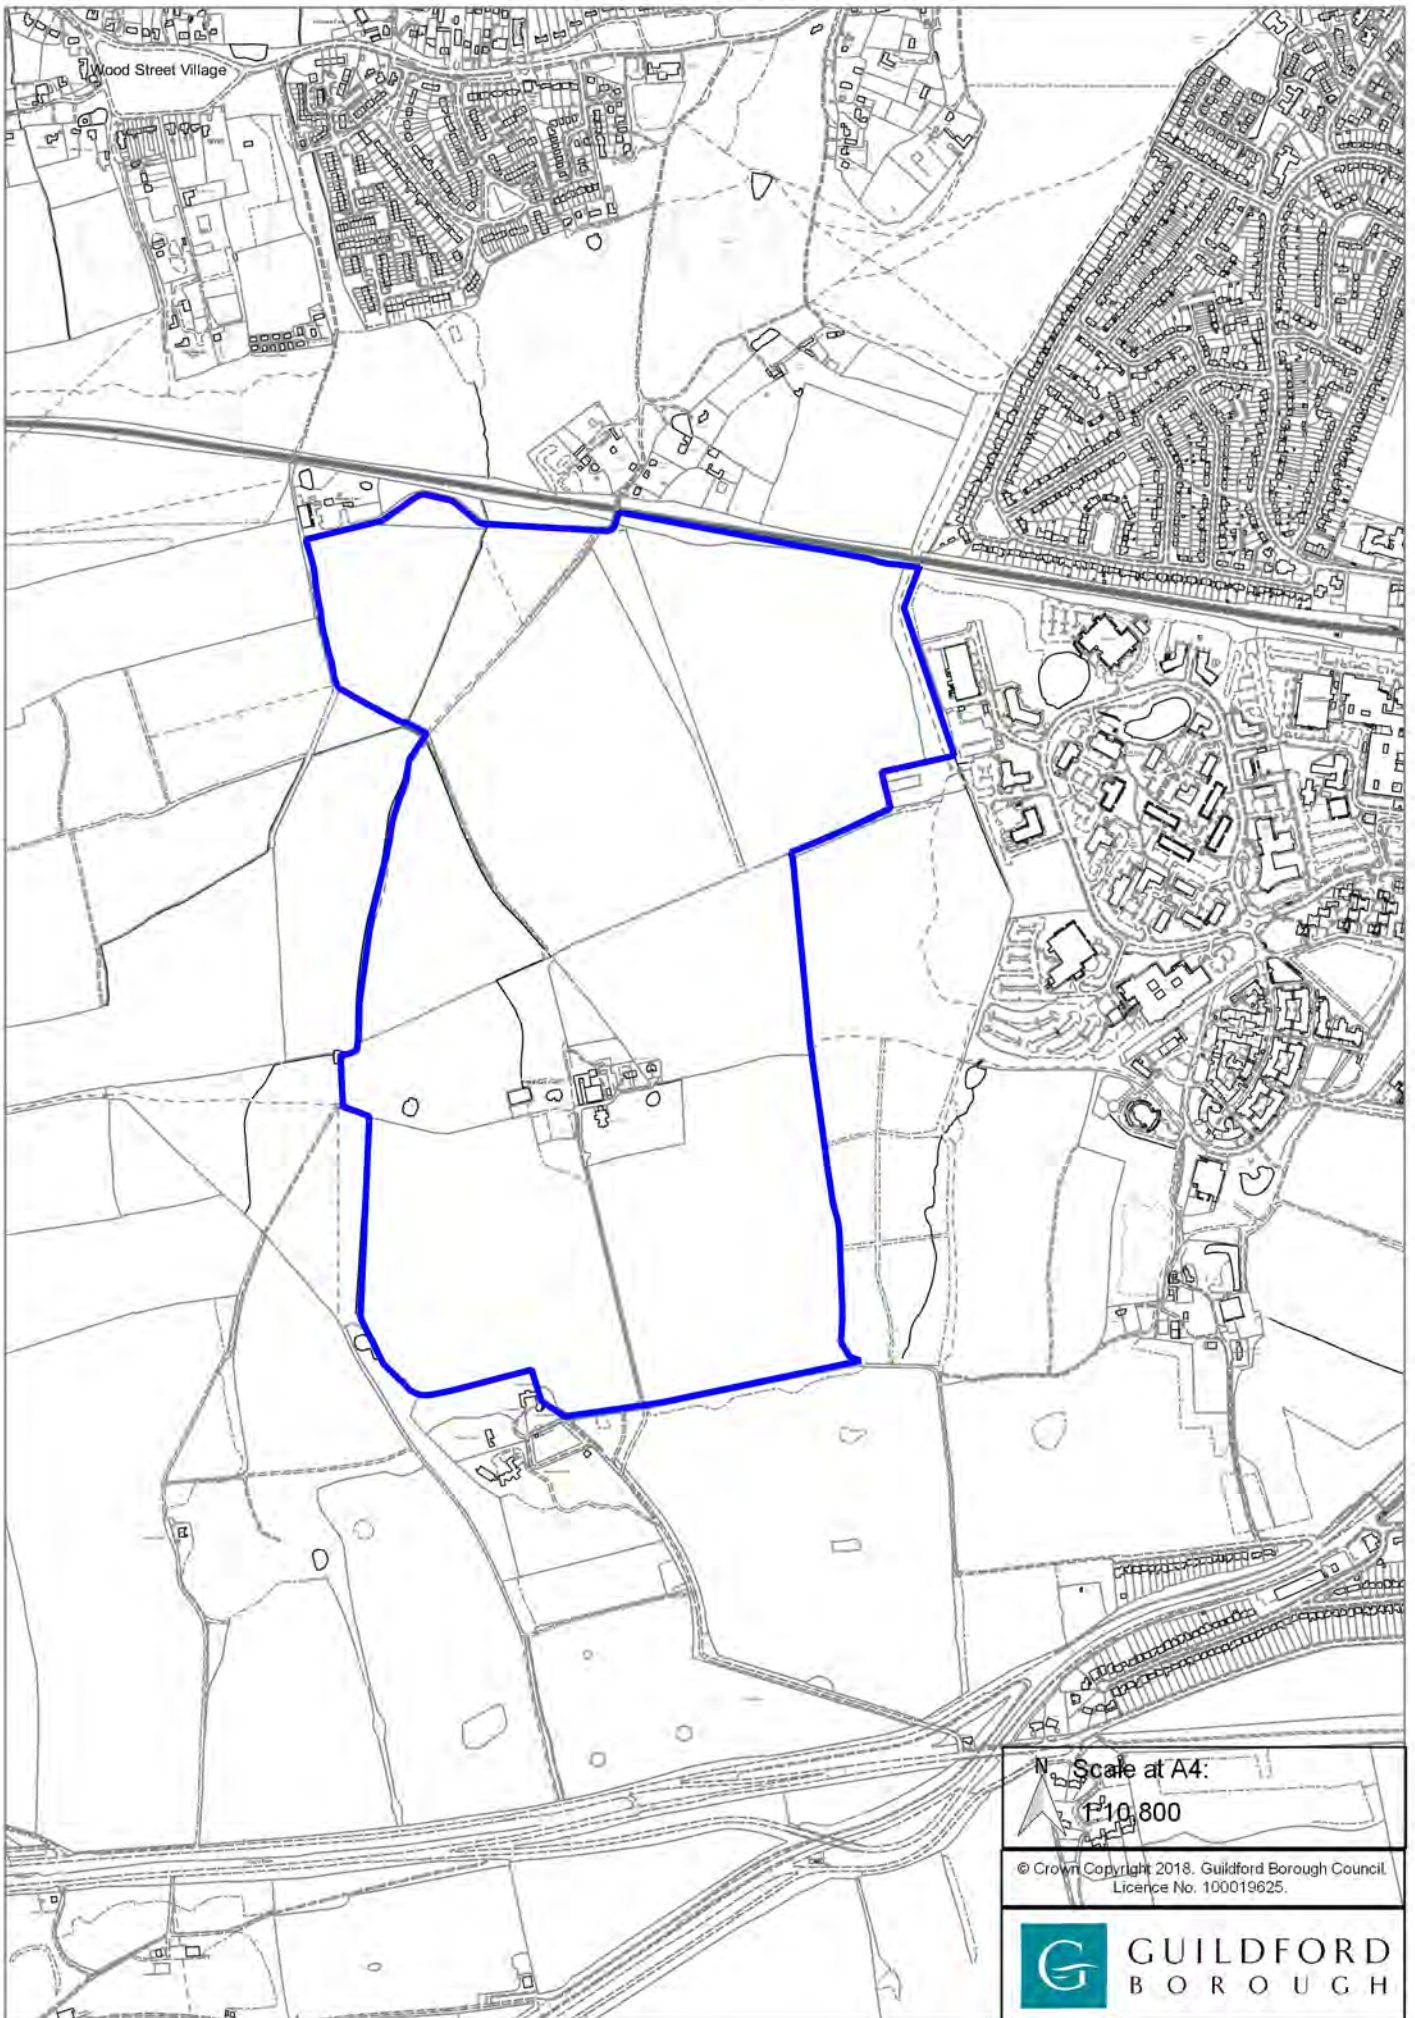 Wood Street Village
N
Scale at A4:
1:10,800
© Crown Copyright 2018. Guildford Borough Council.
Licence No. 100019625.
G
GUILDFORD
BOROUGH